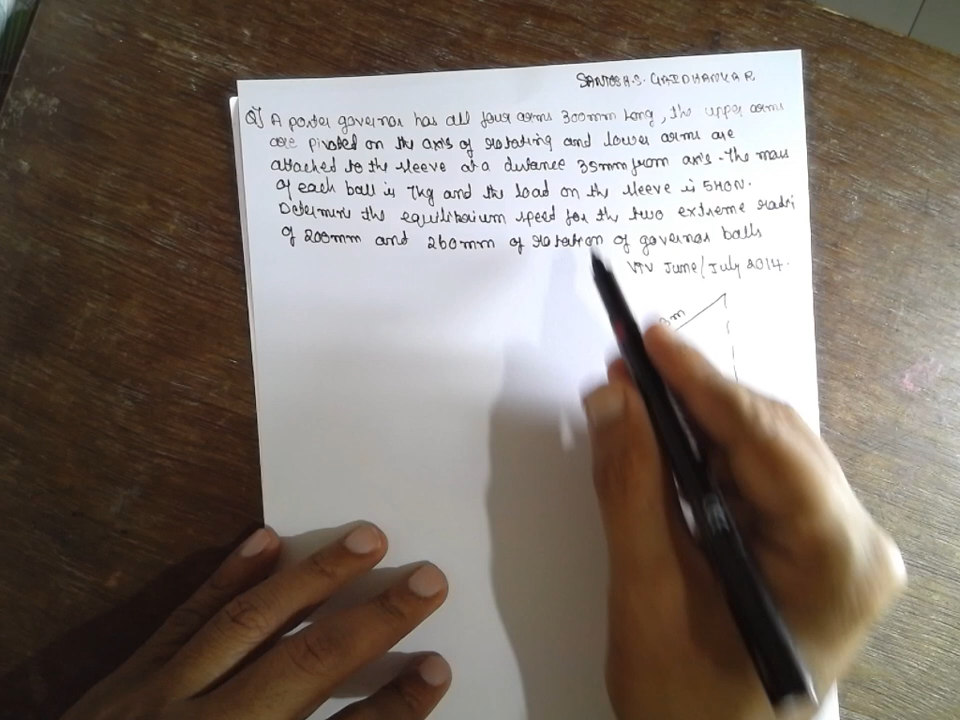 SANTOSH.S. GAIDHANKAR
Q) A porter governor has all four arms 300mm long, the upper arms
are pivoted on the axis of rotating and lower arms are
attached to the sleeve at a distance 35mm from axis. The mass
of each ball is 7kg and the load on the sleeve is 540N.
Determine the equilibrium speed for the two extreme radii
of 200mm and 260mm of rotation of governor balls
VTU June/July 2014.
3m